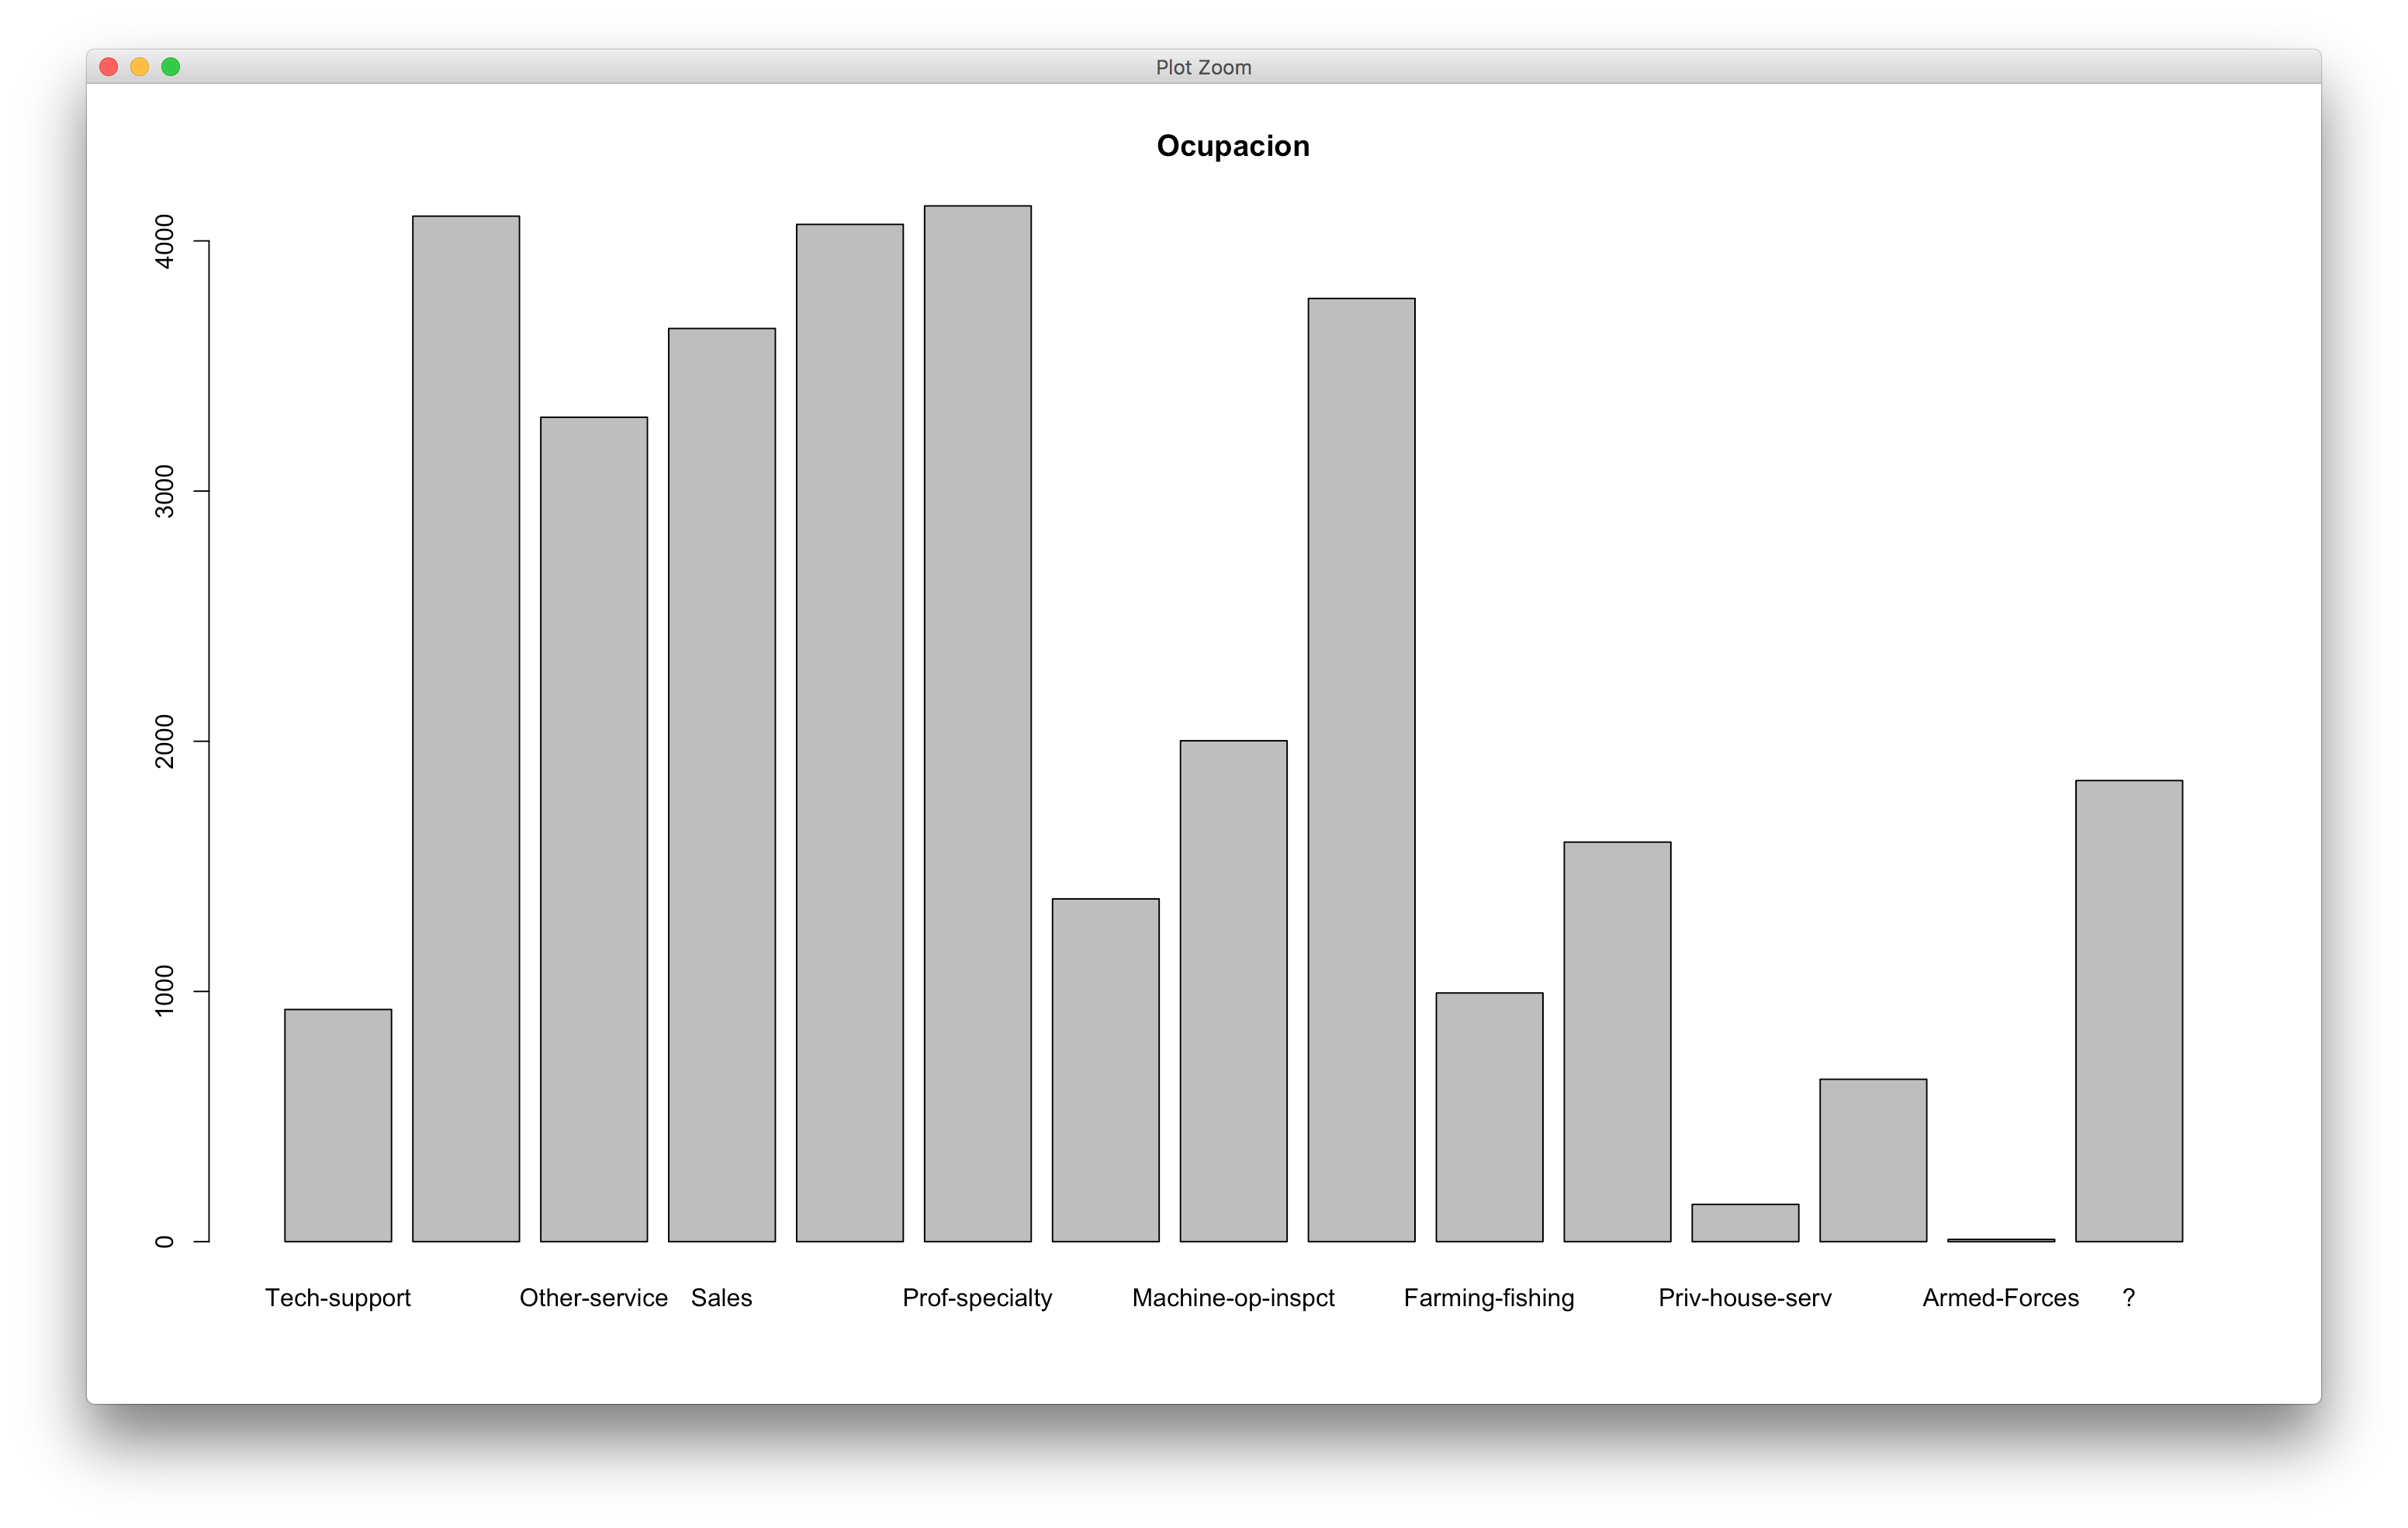 Plot Zoom
Ocupacion
4000
3000
2000
1000
0
Tech-support Other-service Sales Prof-specialty Machine-op-inspct Farming-fishing Priv-house-serv Armed-Forces ?